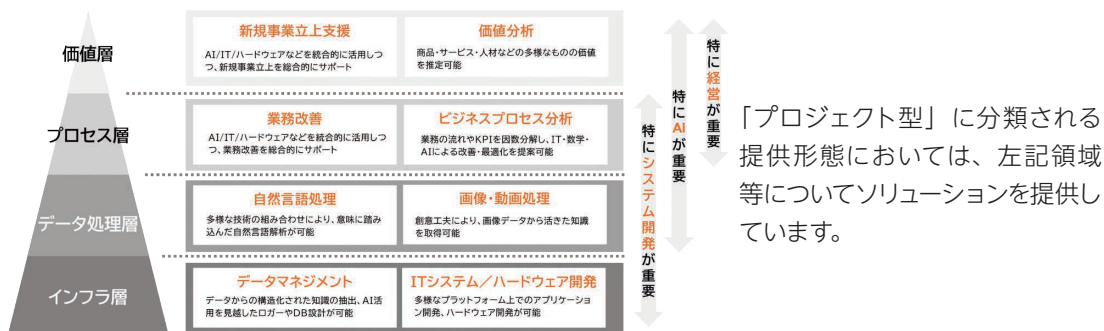 価値層
新規事業立上支援
AI/IT/ハードウェアなどを統合的に活用しつ
つ、新規事業立上を総合的にサポート
価値分析
商品・サービス・人材などの多様なものの価値
を推定可能
プロセス層
業務改善
AI/IT/ハードウェアなどを統合的に活用しつ
つ、業務改善を総合的にサポート
ビジネスプロセス分析
業務の流れやKPIを因数分解し、IT・数学・
AIによる改善・最適化を提案可能
データ処理層
自然言語処理
多様な技術の組み合わせにより、意味に踏み
込んだ自然言語解析が可能
画像・動画処理
創意工夫により、画像データから活きた知識
を取得可能
インフラ層
データマネジメント
データからの構造化された知識の抽出、AI活
用を見越したロガーやDB設計が可能
ITシステム／ハードウェア開発
多様なプラットフォーム上でのアプリケーショ
ン開発、ハードウェア開発が可能
特にシステム開発が重要
特にAIが重要
特に経営が重要
「プロジェクト型」に分類される
提供形態においては、左記領域
等についてソリューションを提供し
ています。